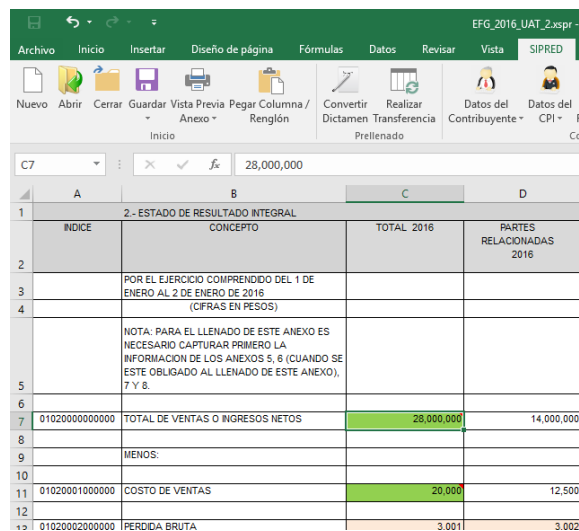 EFG_2016_UAT_2.xspr -
Archivo Inicio Insertar Diseño de página Fórmulas Datos Revisar Vista SIPRED
Nuevo Abrir Cerrar Guardar Vista Previa Pegar Columna / Convertir Realizar Datos del Datos del
Anexo Renglón Dictamen Transferencia Contribuyente CPI
Inicio Prellenado
C7 fx 28,000,000
A B C D
1 2.- ESTADO DE RESULTADO INTEGRAL
INDICE CONCEPTO TOTAL 2016 PARTES
RELACIONADAS
2 2016
POR EL EJERCICIO COMPRENDIDO DEL 1 DE
3 ENERO AL 2 DE ENERO DE 2016
4 (CIFRAS EN PESOS)
NOTA: PARA EL LLENADO DE ESTE ANEXO ES
NECESARIO CAPTURAR PRIMERO LA
INFORMACION DE LOS ANEXOS 5, 6 (CUANDO SE
ESTE OBLIGADO AL LLENADO DE ESTE ANEXO),
5 7 Y 8.
6
7 01020000000000 TOTAL DE VENTAS O INGRESOS NETOS 28,000,000 14,000,000
8
9 MENOS:
10
11 01020001000000 COSTO DE VENTAS 20,000 12,500
12
13 01020002000000 PERDIDA BRUTA 3,001 3,002